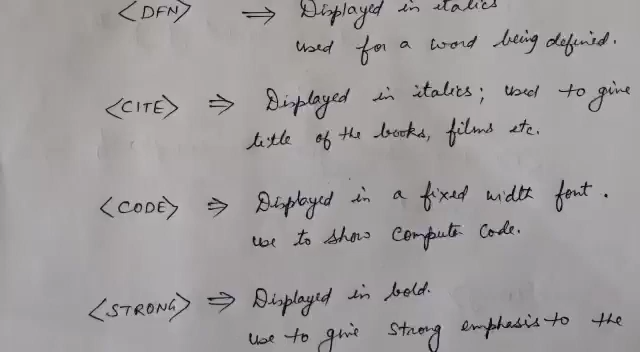 <DFN> ⇒ Displayed in italics
used for a word being defined.
<CITE> ⇒ Displayed in italics; used to give
title of the books, films etc.
<CODE> ⇒ Displayed in a fixed width font.
use to show computer code.
<STRONG> ⇒ Displayed in bold.
use to give strong emphasis to the